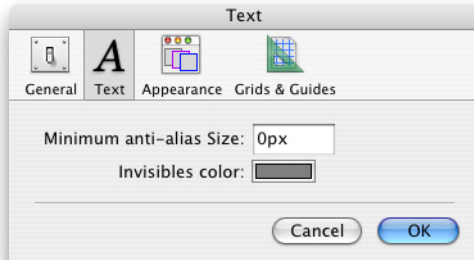 Text
General Text Appearance Grids & Guides
Minimum anti-alias Size: 0px
Invisibles color:
Cancel OK